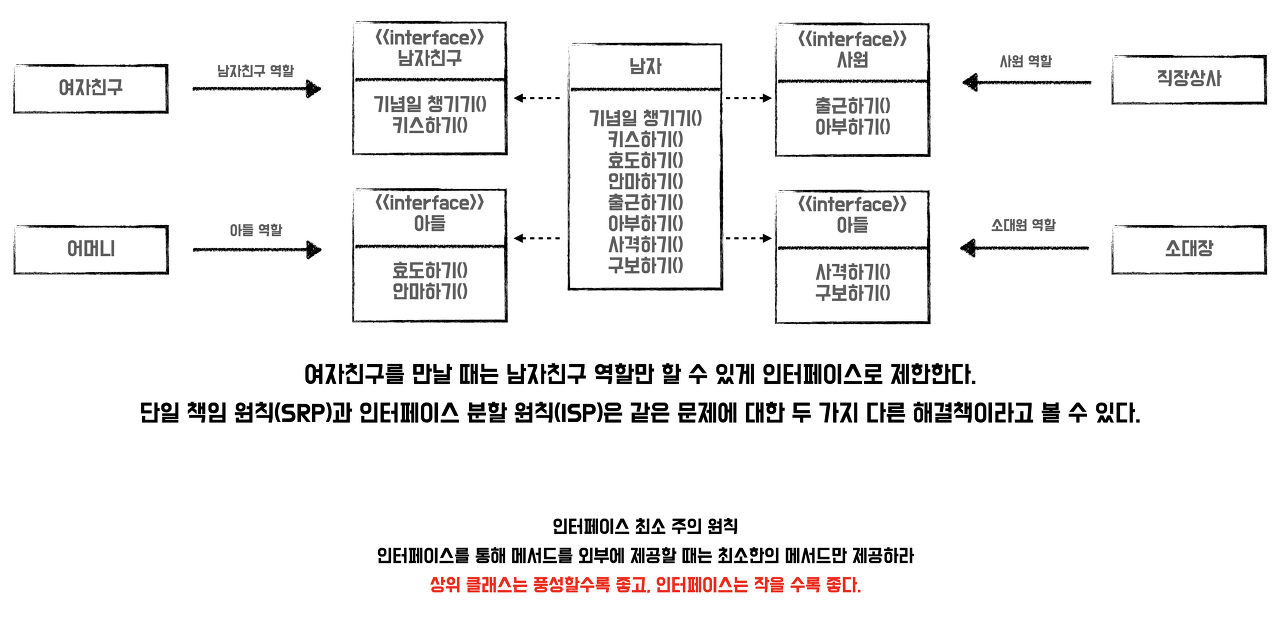 여자친구
남자친구 역할
<<interface>>
남자친구
기념일 챙기기()
키스하기()
남자
기념일 챙기기()
키스하기()
효도하기()
안마하기()
출근하기()
아부하기()
사격하기()
구보하기()
<<interface>>
사원
출근하기()
아부하기()
사원 역할
직장상사
어머니
아들 역할
<<interface>>
아들
효도하기()
안마하기()
<<interface>>
아들
사격하기()
구보하기()
소대원 역할
소대장
여자친구를 만날 때는 남자친구 역할만 할 수 있게 인터페이스로 제한한다.
단일 책임 원칙(SRP)과 인터페이스 분할 원칙(ISP)은 같은 문제에 대한 두 가지 다른 해결책이라고 볼 수 있다.
인터페이스 최소 주의 원칙
인터페이스를 통해 메서드를 외부에 제공할 때는 최소한의 메서드만 제공하라
상위 클래스는 풍성할수록 좋고, 인터페이스는 작을 수록 좋다.